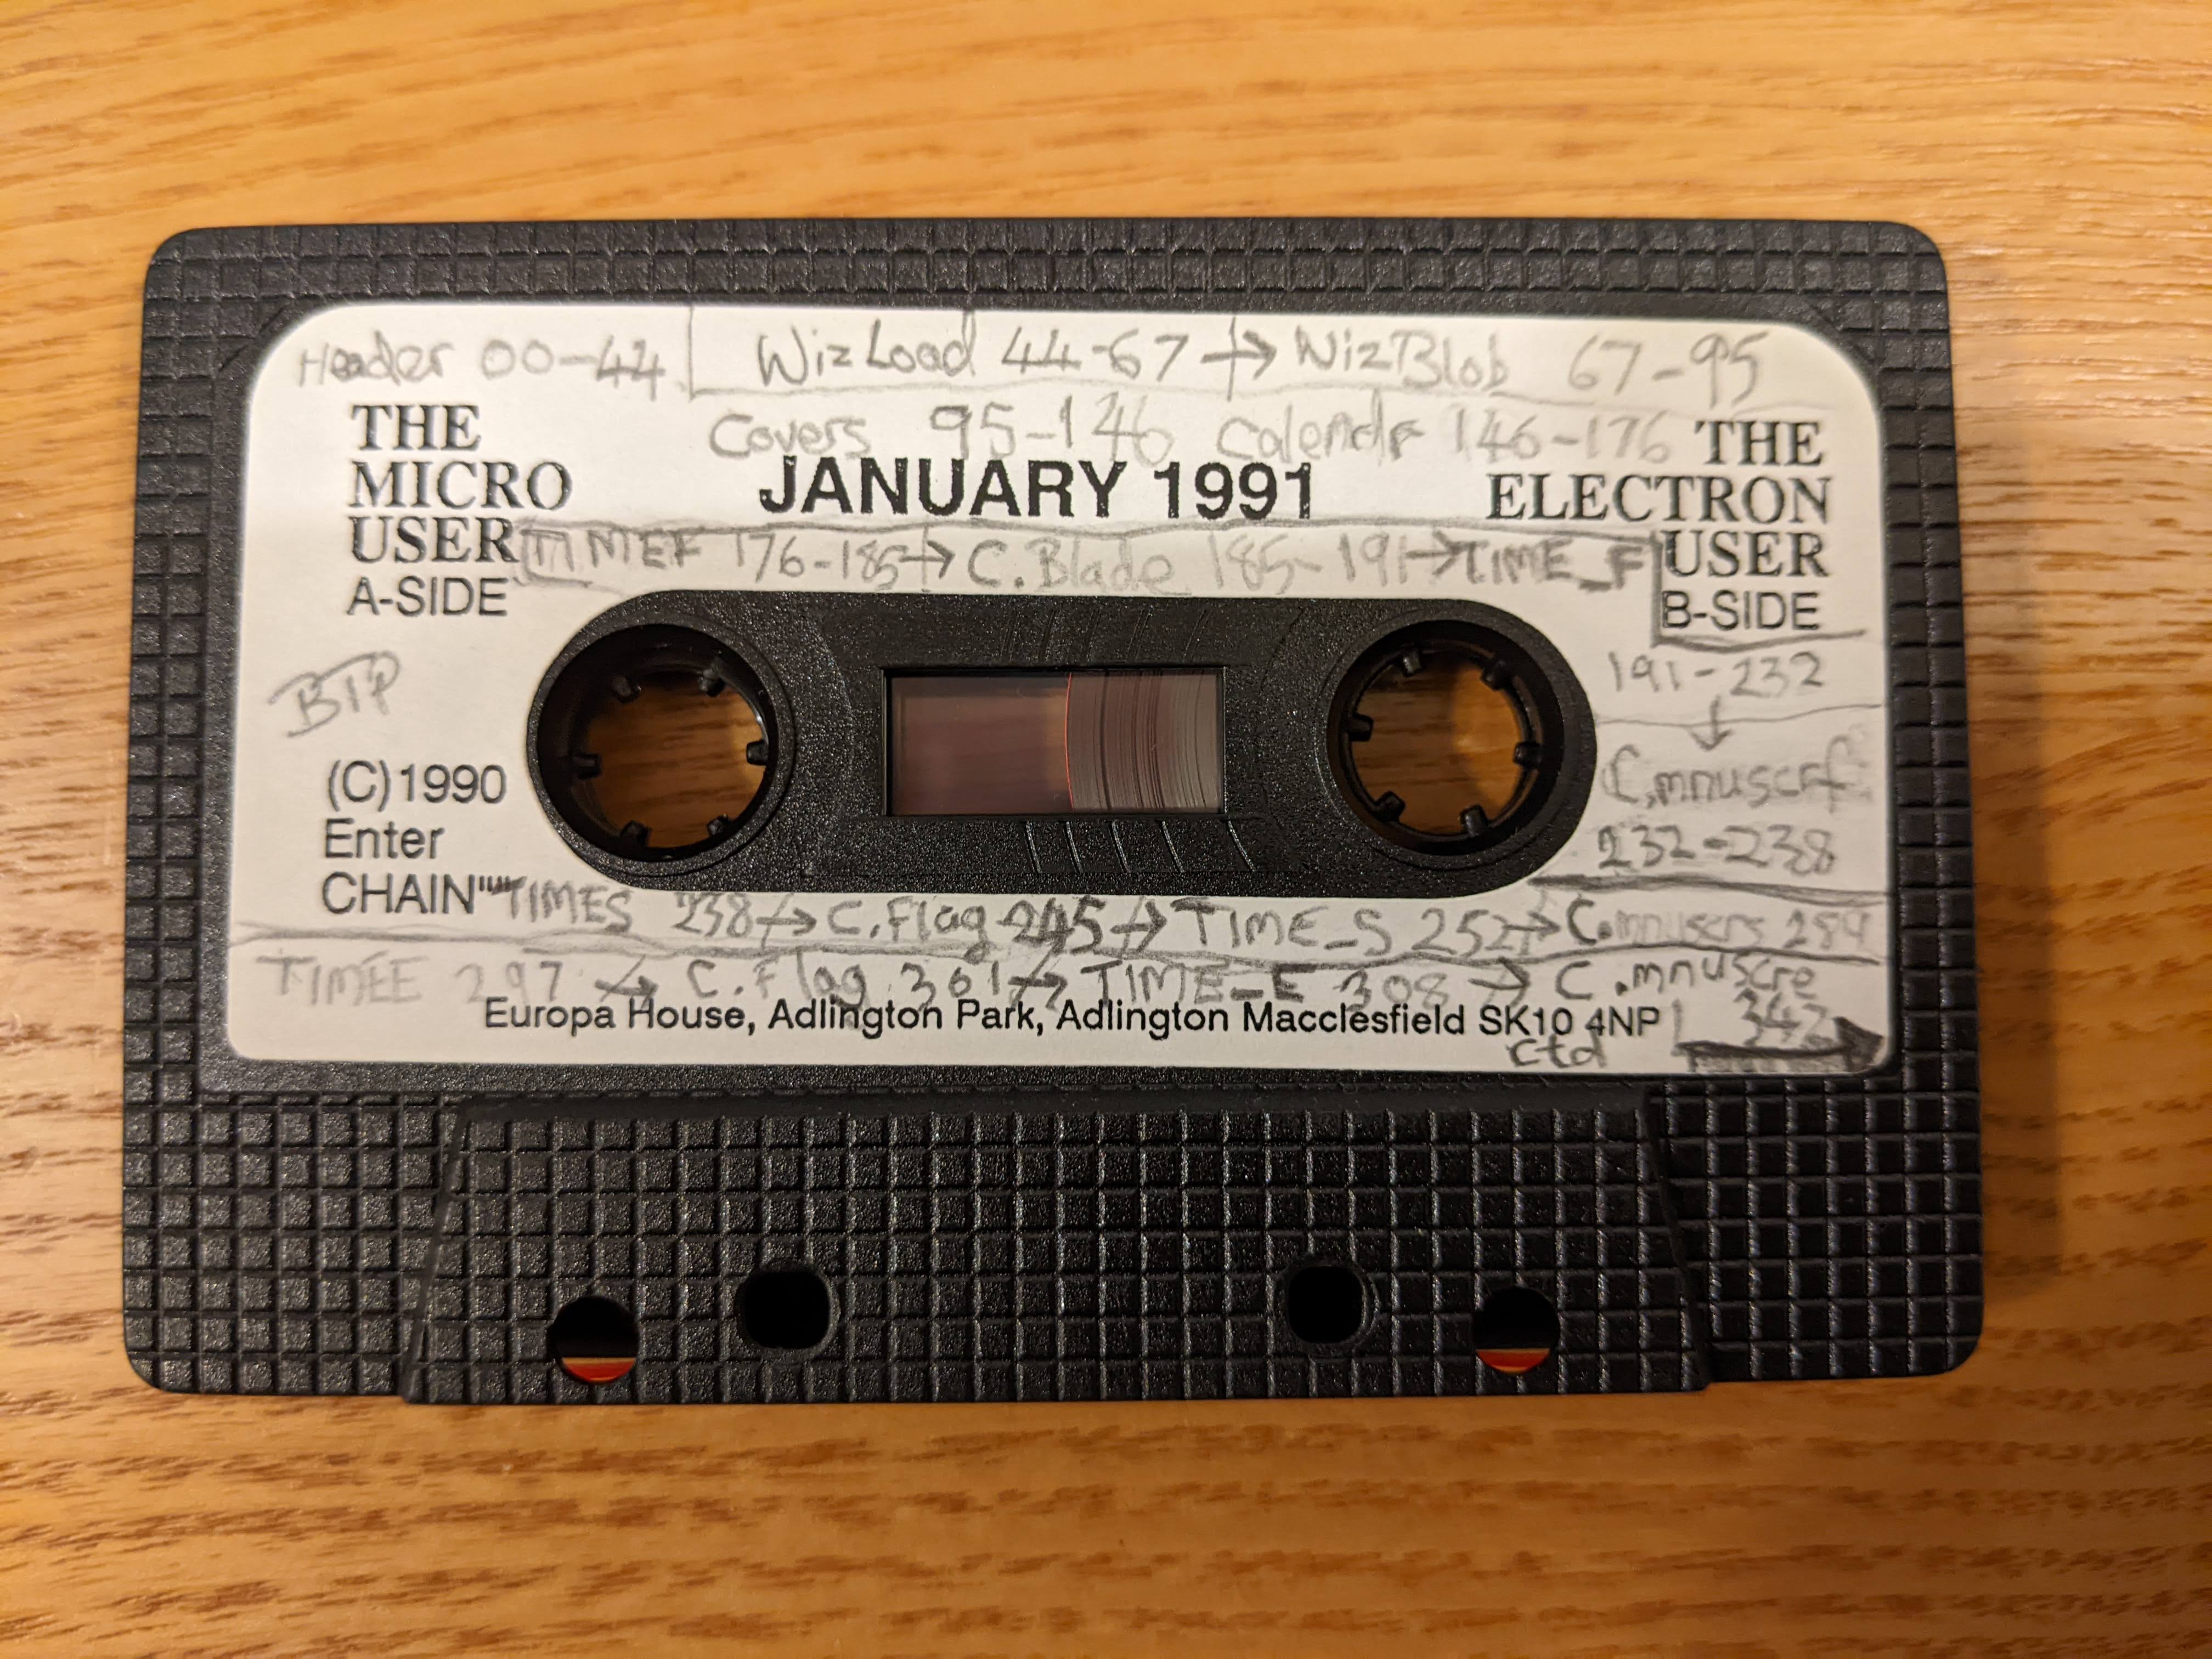 Header 00-44 WizLoad 44-67 → WizBlob 67-95
Covers 95-146 Calendr 146-176
THE
MICRO
USER
A-SIDE
JANUARY 1991
THE
ELECTRON
USER
B-SIDE
TIMEF 176-185 → C.Blade 185-191 → TIME_F
191-232
↓
C.mnuscrf
232-238
BTP
(C) 1990
Enter
CHAIN""
TIMES 238 → C.Flag 245 → TIME_S 252 → C.mnuscrs
TIMEE 297 → C.Flag 301 → TIME_E 308 → C.mnuscre
342
Europa House, Adlington Park, Adlington Macclesfield SK10 4NP
ctd →